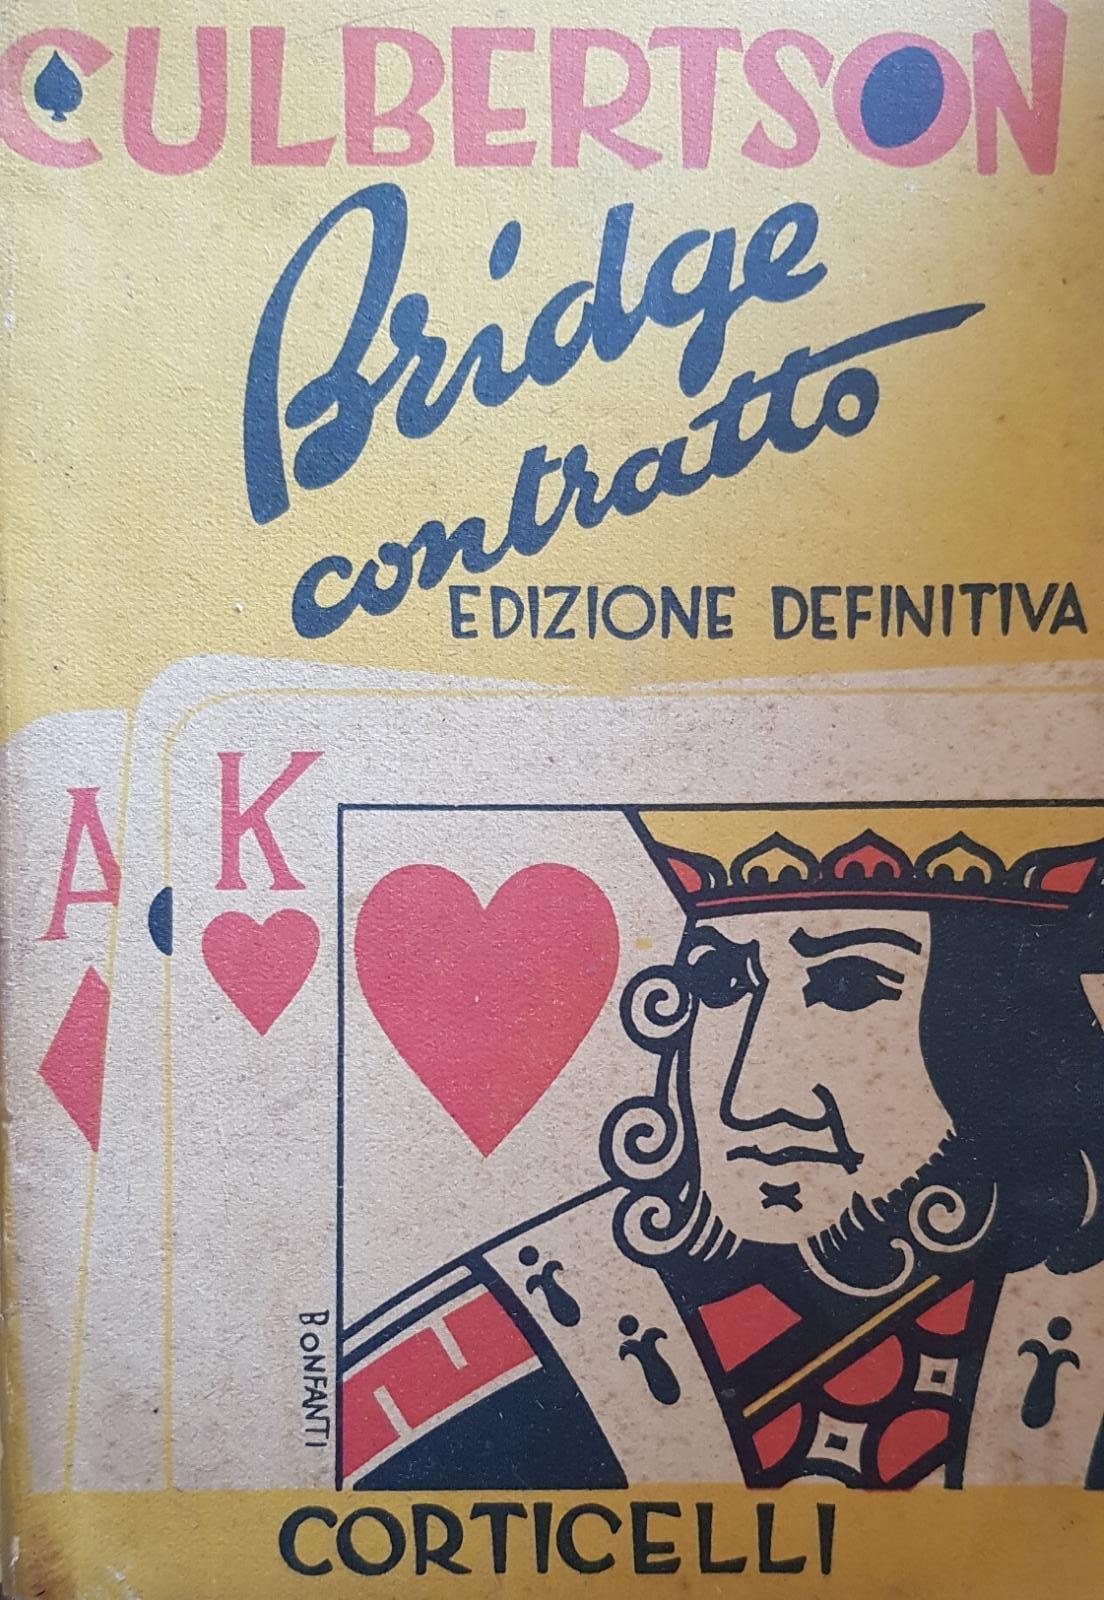 CULBERTSON
Bridge
contratto
EDIZIONE DEFINITIVA
A
K
BONFANTI
CORTICELLI